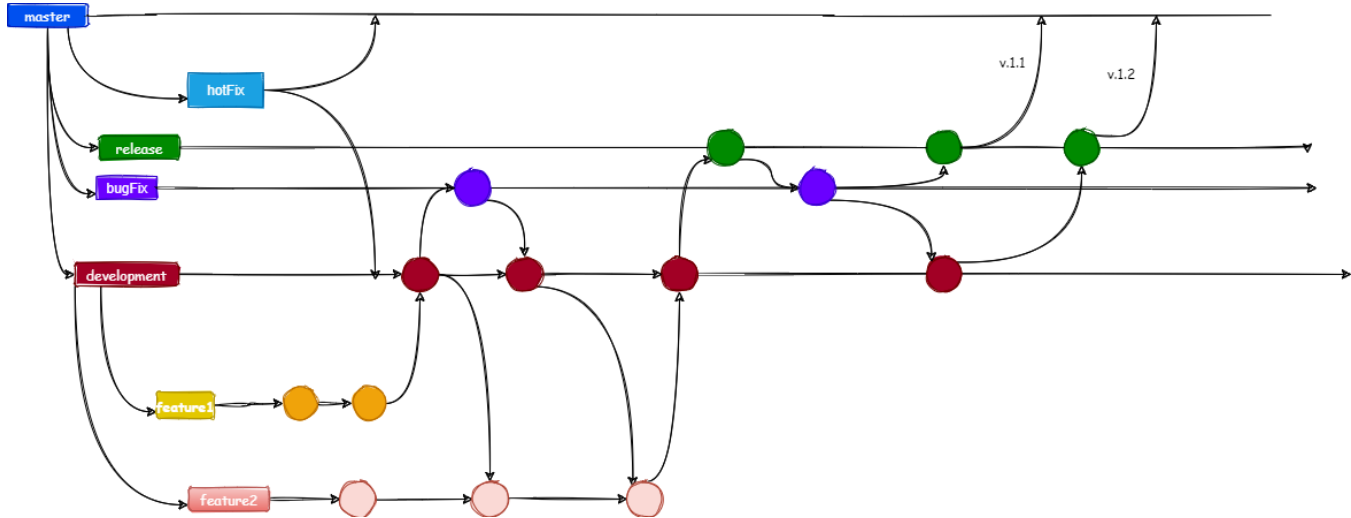 master
hotFix
v.1.1
v.1.2
release
bugFix
development
feature1
feature2